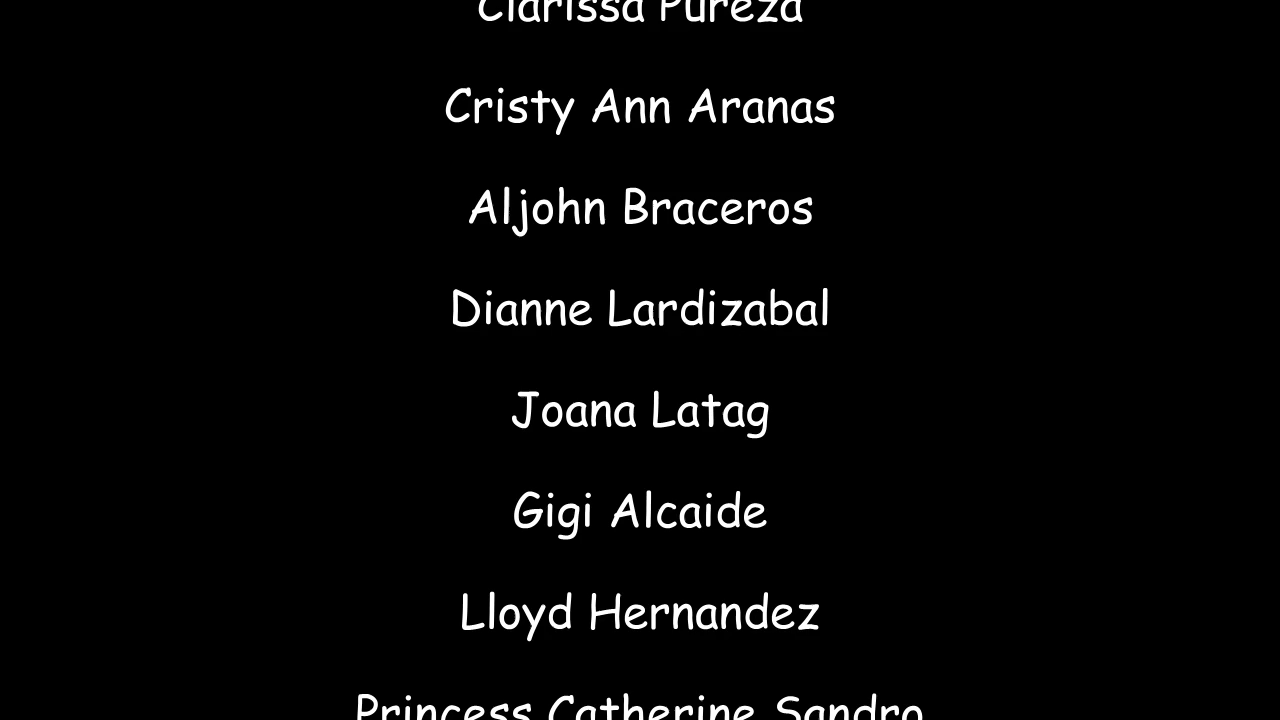 Clarissa Pureza
Cristy Ann Aranas
Aljohn Braceros
Dianne Lardizabal
Joana Latag
Gigi Alcaide
Lloyd Hernandez
Princess Catherine Sandro